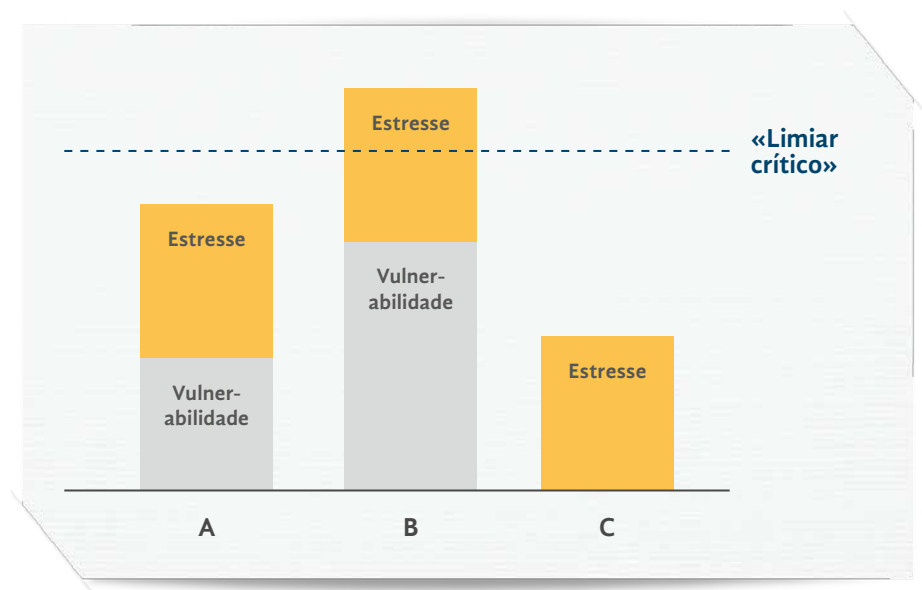 Estresse
«Limiar
crítico»
Estresse
Vulner-
abilidade
Estresse
Vulner-
abilidade
A
B
C